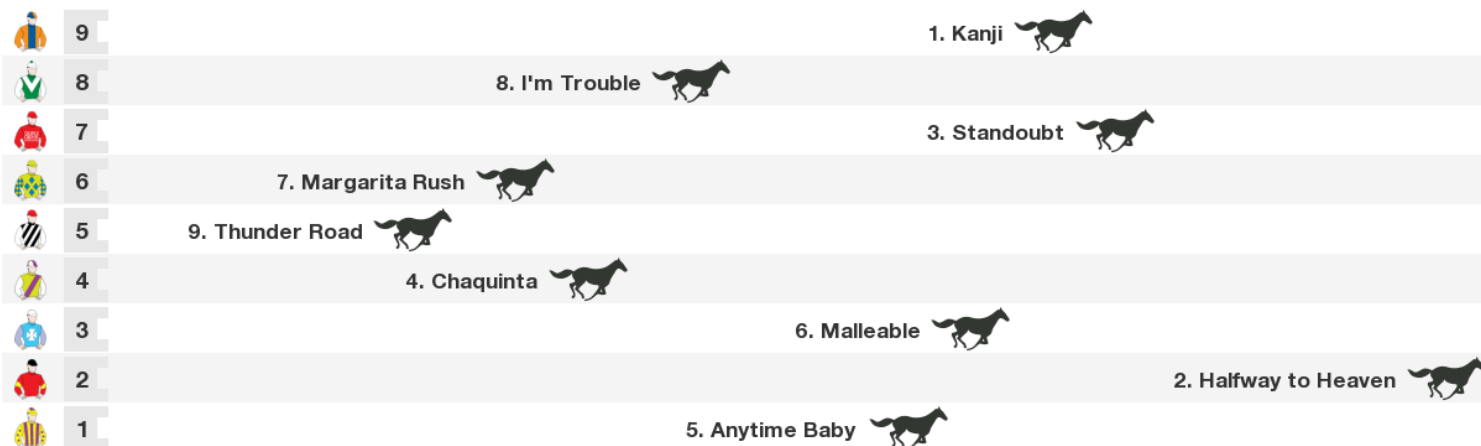 9 1. Kanji
8 8. I'm Trouble
7 3. Standoubt
6 7. Margarita Rush
5 9. Thunder Road
4 4. Chaquinta
3 6. Malleable
2 2. Halfway to Heaven
1 5. Anytime Baby